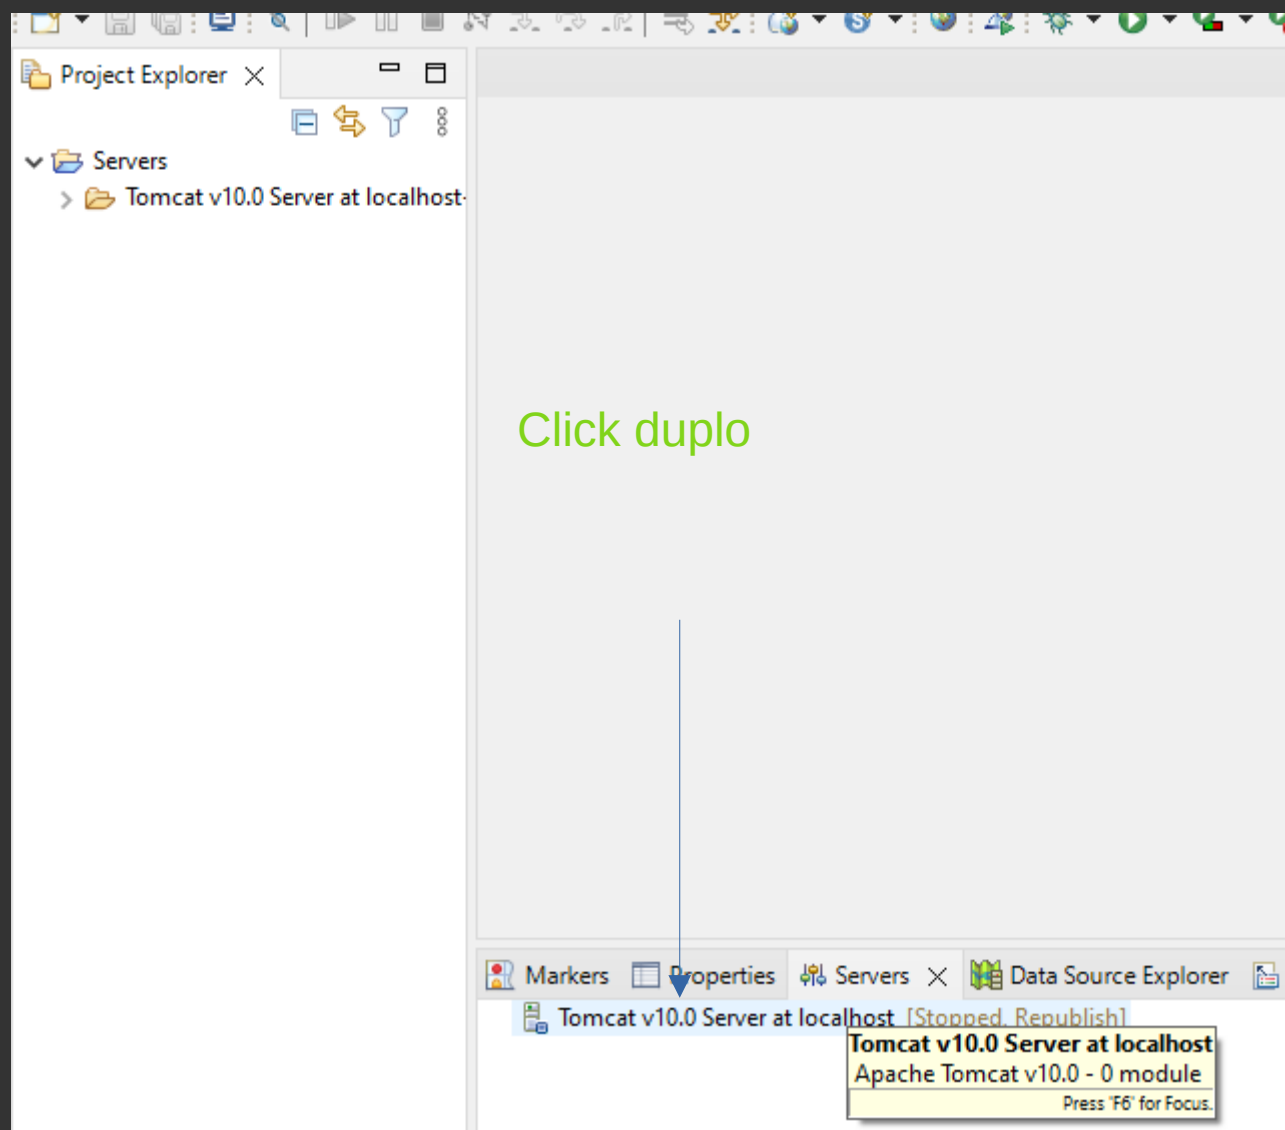 Project Explorer
Servers
Tomcat v10.0 Server at localhost-
Click duplo
Markers
Properties
Servers
Data Source Explorer
Tomcat v10.0 Server at localhost [Stopped, Republish]
Tomcat v10.0 Server at localhost
Apache Tomcat v10.0 - 0 module
Press 'F6' for Focus.